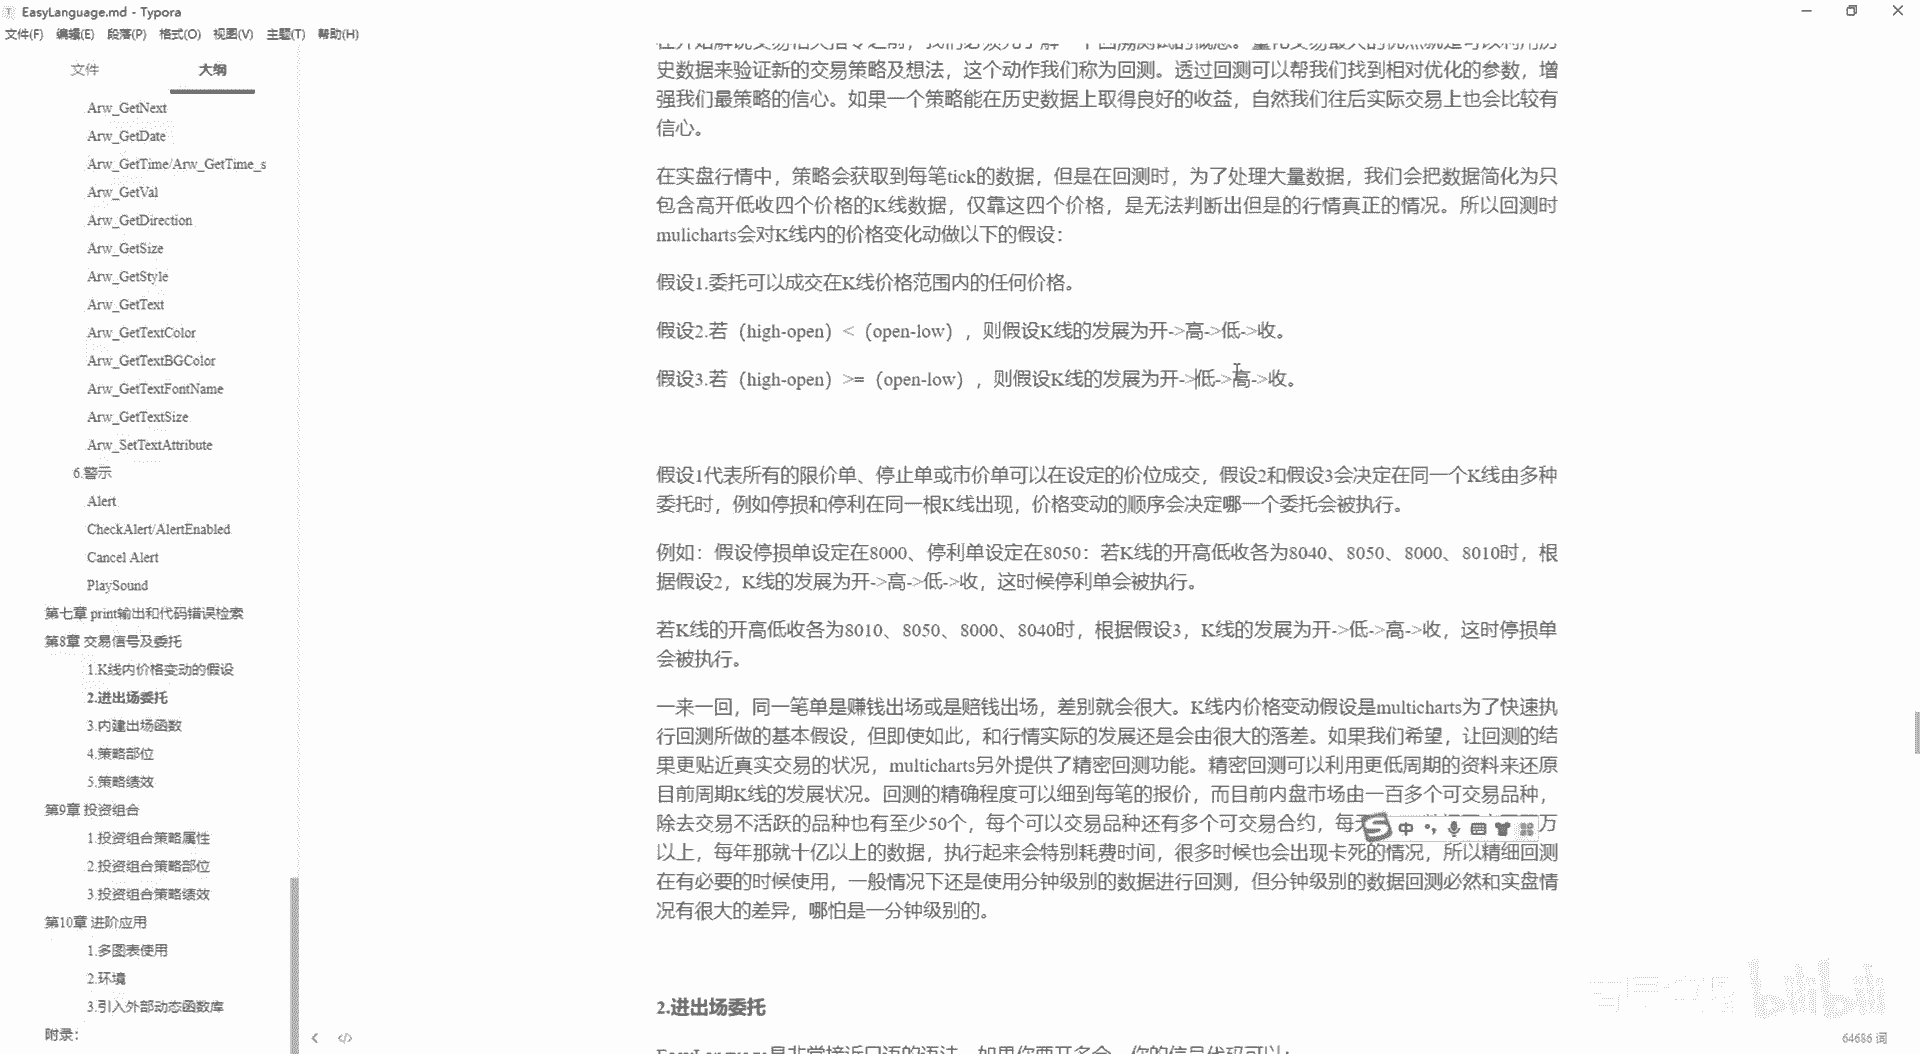 EasyLanguage.md - Typora
文件(F) 编辑(E) 段落(P) 格式(O) 视图(V) 主题(T) 帮助(H)
文件 大纲
Arw_GetNext
Arw_GetDate
Arw_GetTime/Arw_GetTime_s
Arw_GetVal
Arw_GetDirection
Arw_GetSize
Arw_GetStyle
Arw_GetText
Arw_GetTextColor
Arw_GetTextBGColor
Arw_GetTextFontName
Arw_GetTextSize
Arw_SetTextAttribute
6.警示
Alert
CheckAlert/AlertEnabled
Cancel Alert
PlaySound
第七章 print输出和代码错误检索
第8章 交易信号及委托
1.K线内价格变动的假设
2.进出场委托
3.内建出场函数
4.策略部位
5.策略绩效
第9章 投资组合
1.投资组合策略属性
2.投资组合策略部位
3.投资组合策略绩效
第10章 进阶应用
1.多图表使用
2.环境
3.引入外部动态函数库
附录：
史数据来验证新的交易策略及想法，这个动作我们称为回测。透过回测可以帮我们找到相对优化的参数，增
强我们最策略的信心。如果一个策略能在历史数据上取得良好的收益，自然我们往后实际交易上也会比较有
信心。
在实盘行情中，策略会获取到每笔tick的数据，但是在回测时，为了处理大量数据，我们会把数据简化为只
包含高开低收四个价格的K线数据，仅靠这四个价格，是无法判断出但是的行情真正的情况。所以回测时
mulicharts会对K线内的价格变化动做以下的假设：
假设1.委托可以成交在K线价格范围内的任何价格。
假设2.若（high-open）<（open-low），则假设K线的发展为开->高->低->收。
假设3.若（high-open）>=（open-low），则假设K线的发展为开->低->高->收。
假设1代表所有的限价单、停止单或市价单可以在设定的价位成交，假设2和假设3会决定在同一个K线由多种
委托时，例如停损和停利在同一根K线出现，价格变动的顺序会决定哪一个委托会被执行。
例如：假设停损单设定在8000、停利单设定在8050：若K线的开高低收各为8040、8050、8000、8010时，根
据假设2，K线的发展为开->高->低->收，这时候停利单会被执行。
若K线的开高低收各为8010、8050、8000、8040时，根据假设3，K线的发展为开->低->高->收，这时停损单
会被执行。
一来一回，同一笔单是赚钱出场或是赔钱出场，差别就会很大。K线内价格变动假设是multicharts为了快速执
行回测所做的基本假设，但即使如此，和行情实际的发展还是会由很大的落差。如果我们希望，让回测的结
果更贴近真实交易的状况，multicharts另外提供了精密回测功能。精密回测可以利用更低周期的资料来还原
目前周期K线的发展状况。回测的精确程度可以细到每笔的报价，而目前内盘市场由一百多个可交易品种，
除去交易不活跃的品种也有至少50个，每个可以交易品种还有多个可交易合约，每 中 万
以上，每年那就十亿以上的数据，执行起来会特别耗费时间，很多时候也会出现卡死的情况，所以精细回测
在有必要的时候使用，一般情况下还是使用分钟级别的数据进行回测，但分钟级别的数据回测必然和实盘情
况有很大的差异，哪怕是一分钟级别的。
2.进出场委托
bilibili
64686 词